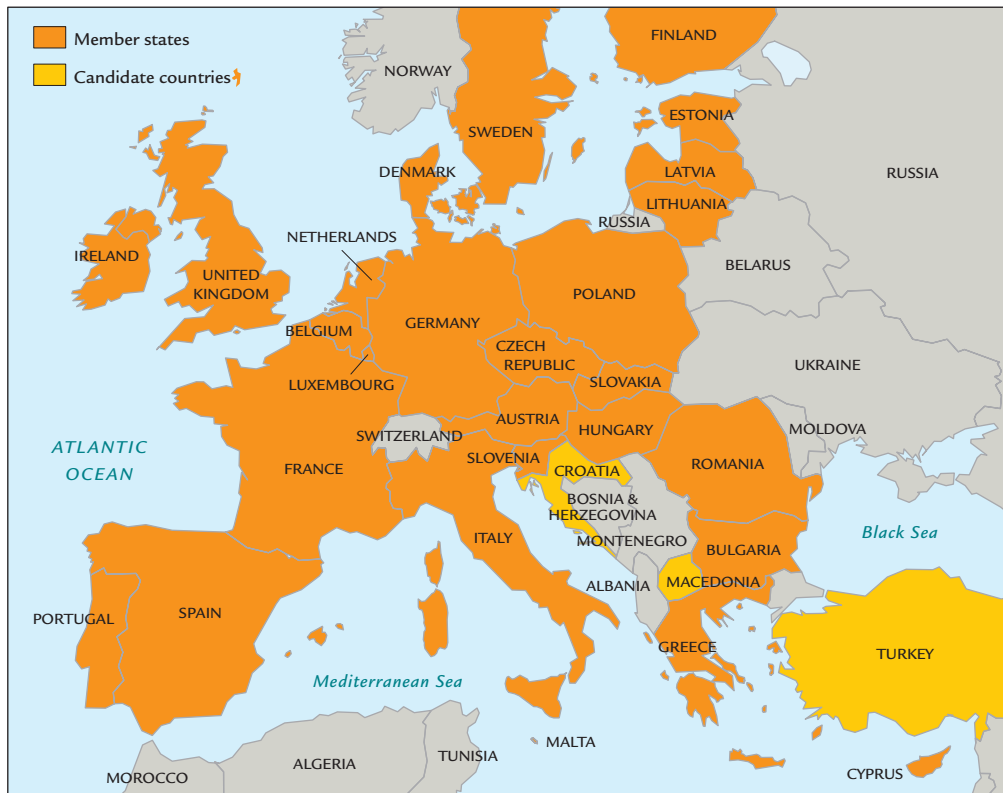 Member states
Candidate countries
FINLAND
NORWAY
SWEDEN
ESTONIA
RUSSIA
LATVIA
DENMARK
LITHUANIA
RUSSIA
NETHERLANDS
IRELAND
BELARUS
UNITED
KINGDOM
POLAND
GERMANY
BELGIUM
CZECH
REPUBLIC
UKRAINE
LUXEMBOURG
SLOVAKIA
AUSTRIA
HUNGARY
MOLDOVA
SWITZERLAND
ATLANTIC
OCEAN
FRANCE
SLOVENIA
ROMANIA
CROATIA
BOSNIA &
HERZEGOVINA
Black Sea
ITALY
MONTENEGRO
BULGARIA
ALBANIA
MACEDONIA
PORTUGAL
SPAIN
GREECE
TURKEY
Mediterranean Sea
MALTA
TUNISIA
ALGERIA
MOROCCO
CYPRUS